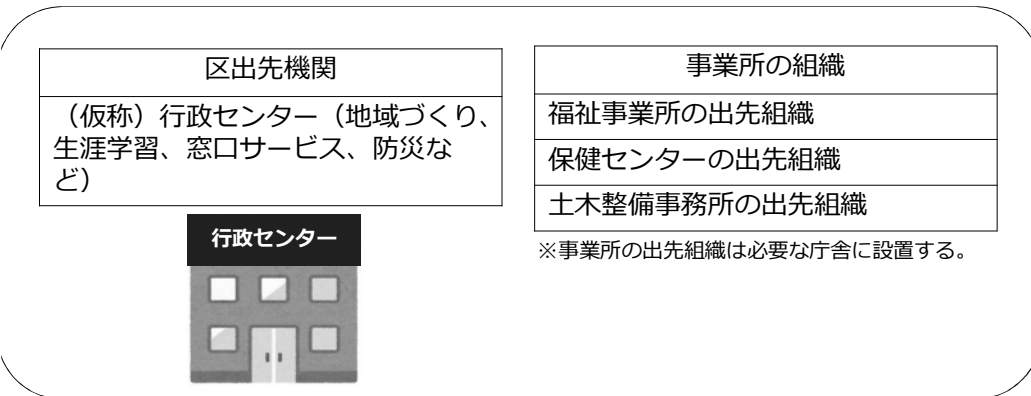 区出先機関
（仮称）行政センター（地域づくり、
生涯学習、窓口サービス、防災な
ど）
行政センター
事業所の組織
福祉事業所の出先組織
保健センターの出先組織
土木整備事務所の出先組織
※事業所の出先組織は必要な庁舎に設置する。